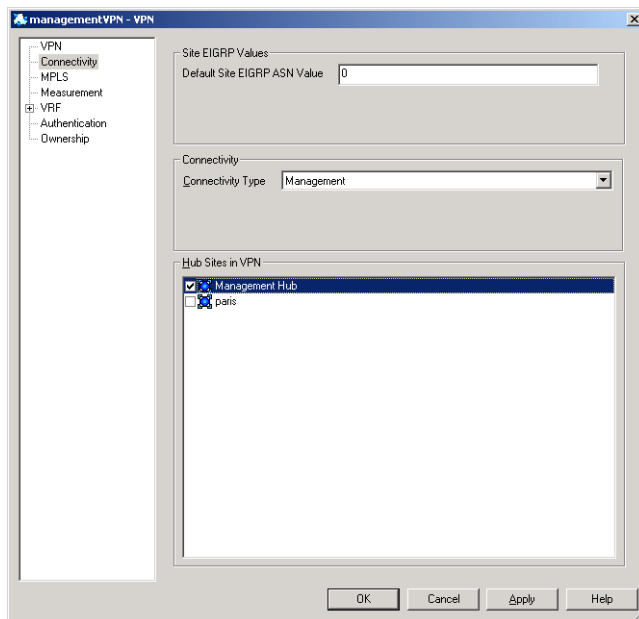 managementVPN - VPN
VPN
Connectivity
MPLS
Measurement
VRF
Authentication
Ownership
Site EIGRP Values
Default Site EIGRP ASN Value
0
Connectivity
Connectivity Type
Management
Hub Sites in VPN
Management Hub
paris
OK
Cancel
Apply
Help